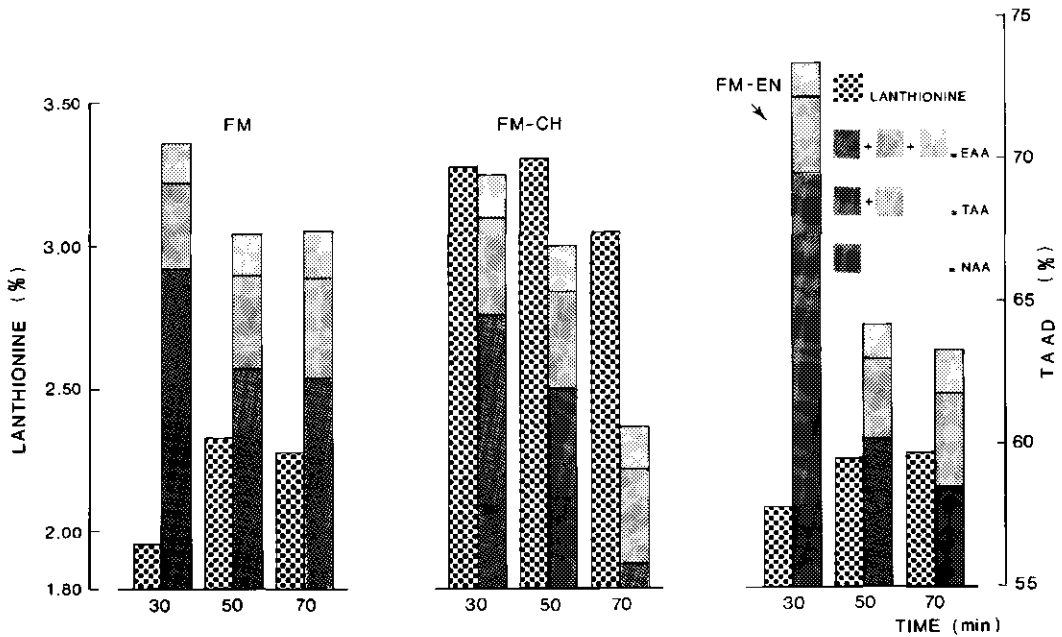 75
FM-EN
LANTHIONINE
3.50
FM
FM-CH
+ + = EAA
70
+ = TAA
3.00
= NAA
LANTHIONINE (%)
65
TAAD (%)
2.50
60
2.00
1.80
55
30 50 70 30 50 70 30 50 70
TIME (min)